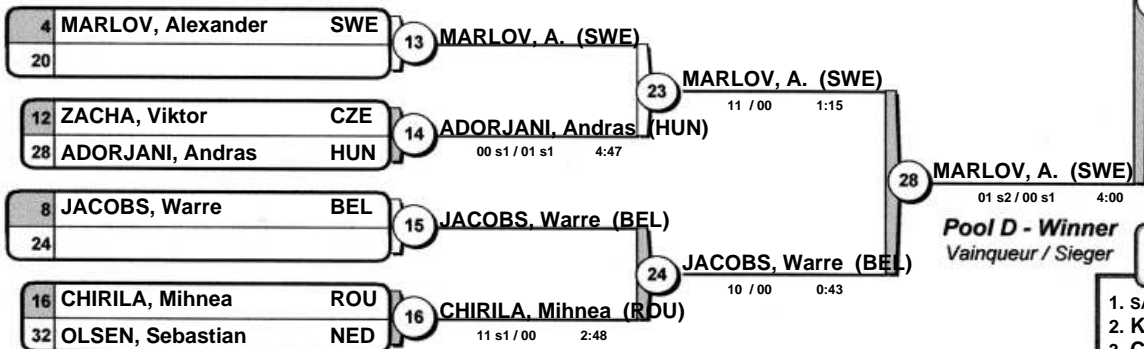 4 MARLOV, Alexander SWE
20
13
MARLOV, A. (SWE)
12 ZACHA, Viktor CZE
28 ADORJANI, Andras HUN
14
ADORJANI, Andras (HUN)
00 s1 / 01 s1 4:47
23
MARLOV, A. (SWE)
11 / 00 1:15
8 JACOBS, Warre BEL
24
15
JACOBS, Warre (BEL)
16 CHIRILA, Mihnea ROU
32 OLSEN, Sebastian NED
16
CHIRILA, Mihnea (ROU)
11 s1 / 00 2:48
24
JACOBS, Warre (BEL)
10 / 00 0:43
28
MARLOV, A. (SWE)
01 s2 / 00 s1 4:00
Pool D - Winner
Vainqueur / Sieger
1.
2. K
3. C